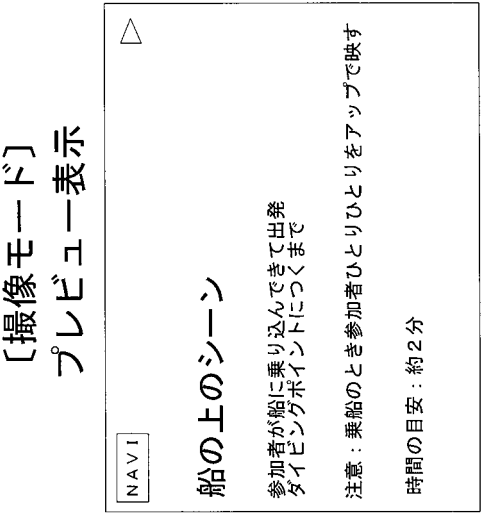 〔撮像モード〕
プレビュー表示
NAVI
船の上のシーン
参加者が船に乗り込んできて出発
ダイビングポイントにつくまで
注意：乗船のとき参加者ひとりひとりをアップで映す
時間の目安：約2分